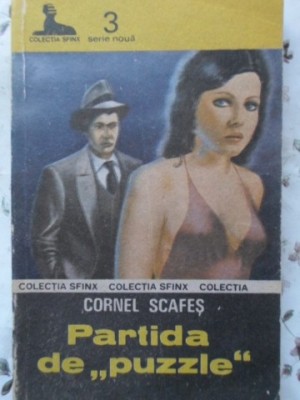 COLECȚIA SFINX
3
serie nouă
COLECȚIA SFINX COLECȚIA SFINX COLECȚIA
CORNEL SCAFEȘ
Partida
de „puzzle“